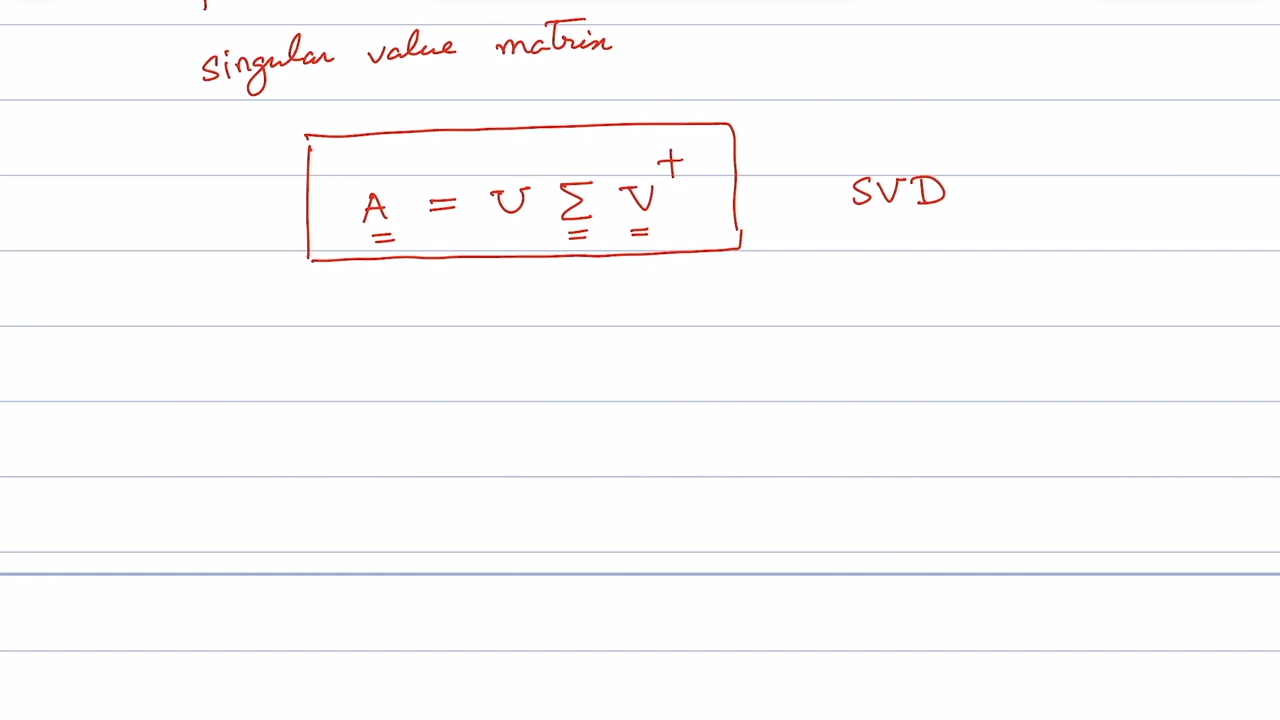 singular value matrix
A = U Σ V† SVD